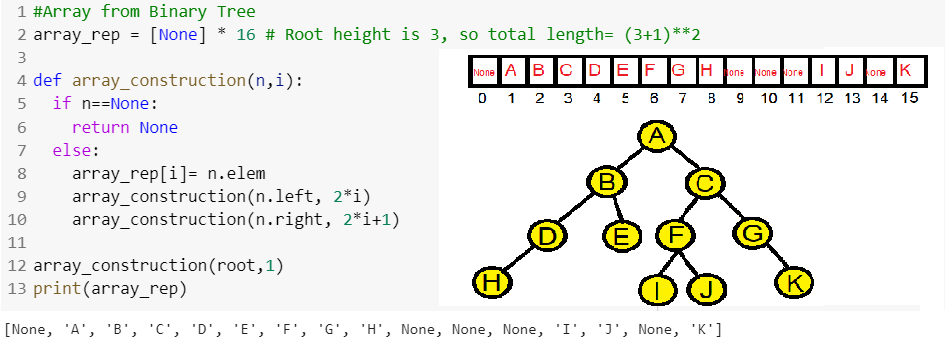 1 #Array from Binary Tree
2 array_rep = [None] * 16 # Root height is 3, so total length= (3+1)**2
3
4 def array_construction(n,i):
5   if n==None:
6     return None
7   else:
8     array_rep[i]= n.elem
9     array_construction(n.left, 2*i)
10     array_construction(n.right, 2*i+1)
11
12 array_construction(root,1)
13 print(array_rep)
None A B C D E F G H None None None I J None K
0 1 2 3 4 5 6 7 8 9 10 11 12 13 14 15
A
B C
D E F G
H I J K
[None, 'A', 'B', 'C', 'D', 'E', 'F', 'G', 'H', None, None, None, 'I', 'J', None, 'K']